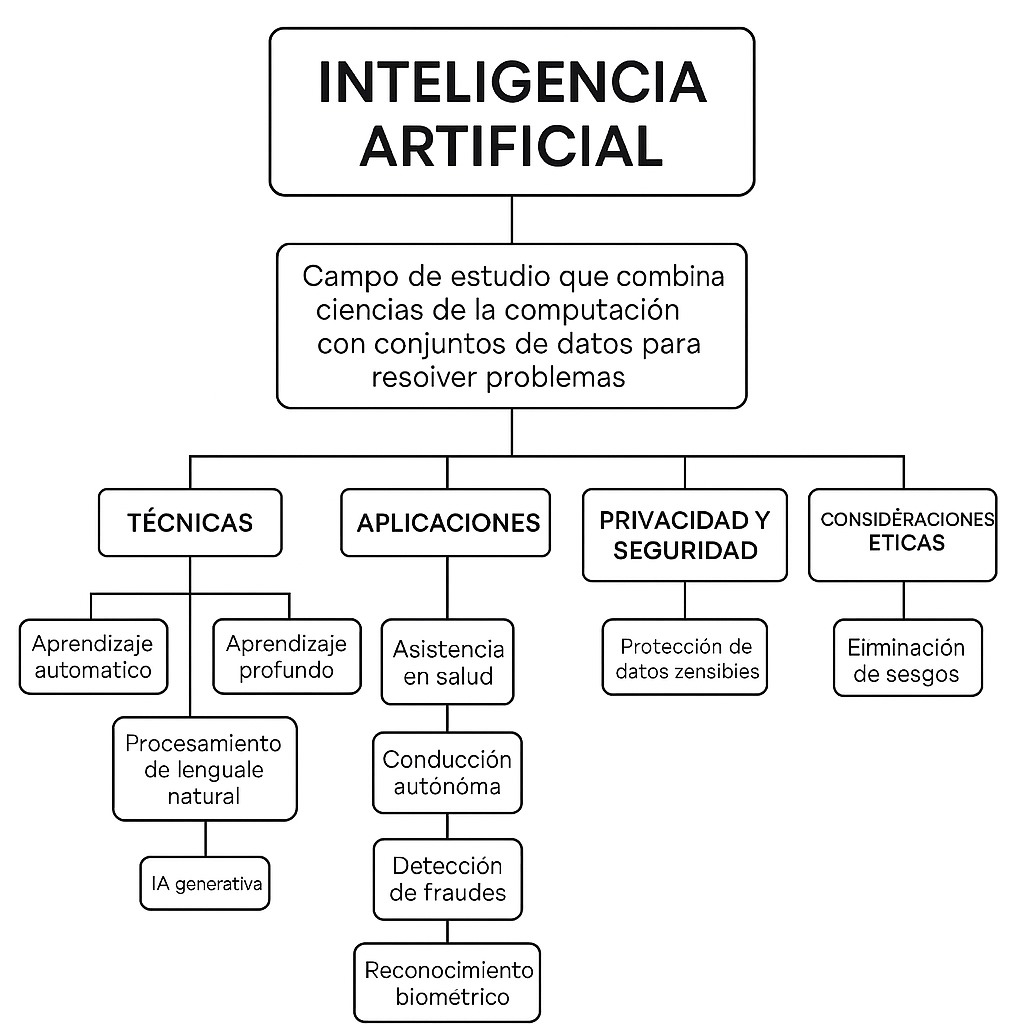 INTELIGENCIA
ARTIFICIAL
Campo de estudio que combina
ciencias de la computación
con conjuntos de datos para
resoiver problemas
TÉCNICAS
APLICACIONES
PRIVACIDAD Y
SEGURIDAD
CONSIDĖRACIONES
ETICAS
Aprendizaje
automatico
Aprendizaje
profundo
Procesamiento
de lenguale
natural
IA generativa
Asistencia
en salud
Conducción
autónóma
Detección
de fraudes
Reconocimiento
biométrico
Protección de
datos zensibies
Eirminación
de sesgos